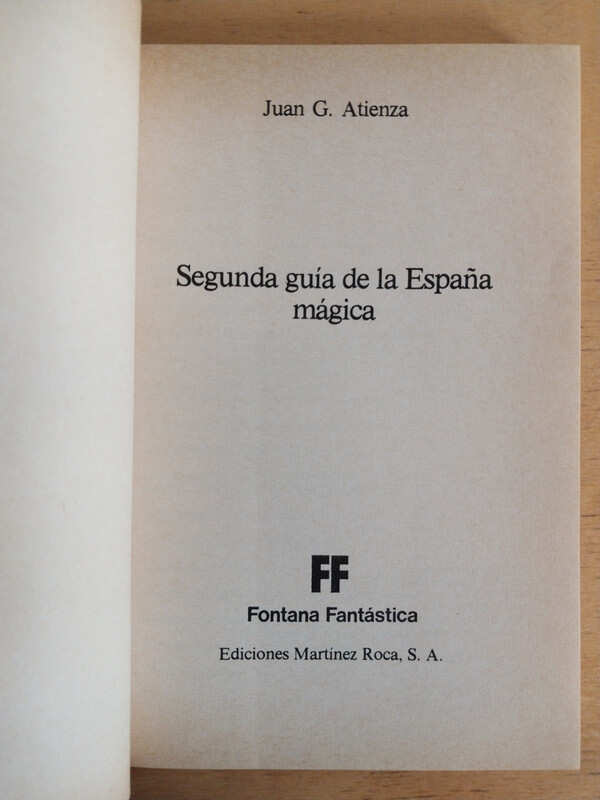 Juan G. Atienza
Segunda guía de la España
mágica
FF
Fontana Fantástica
Ediciones Martínez Roca, S. A.